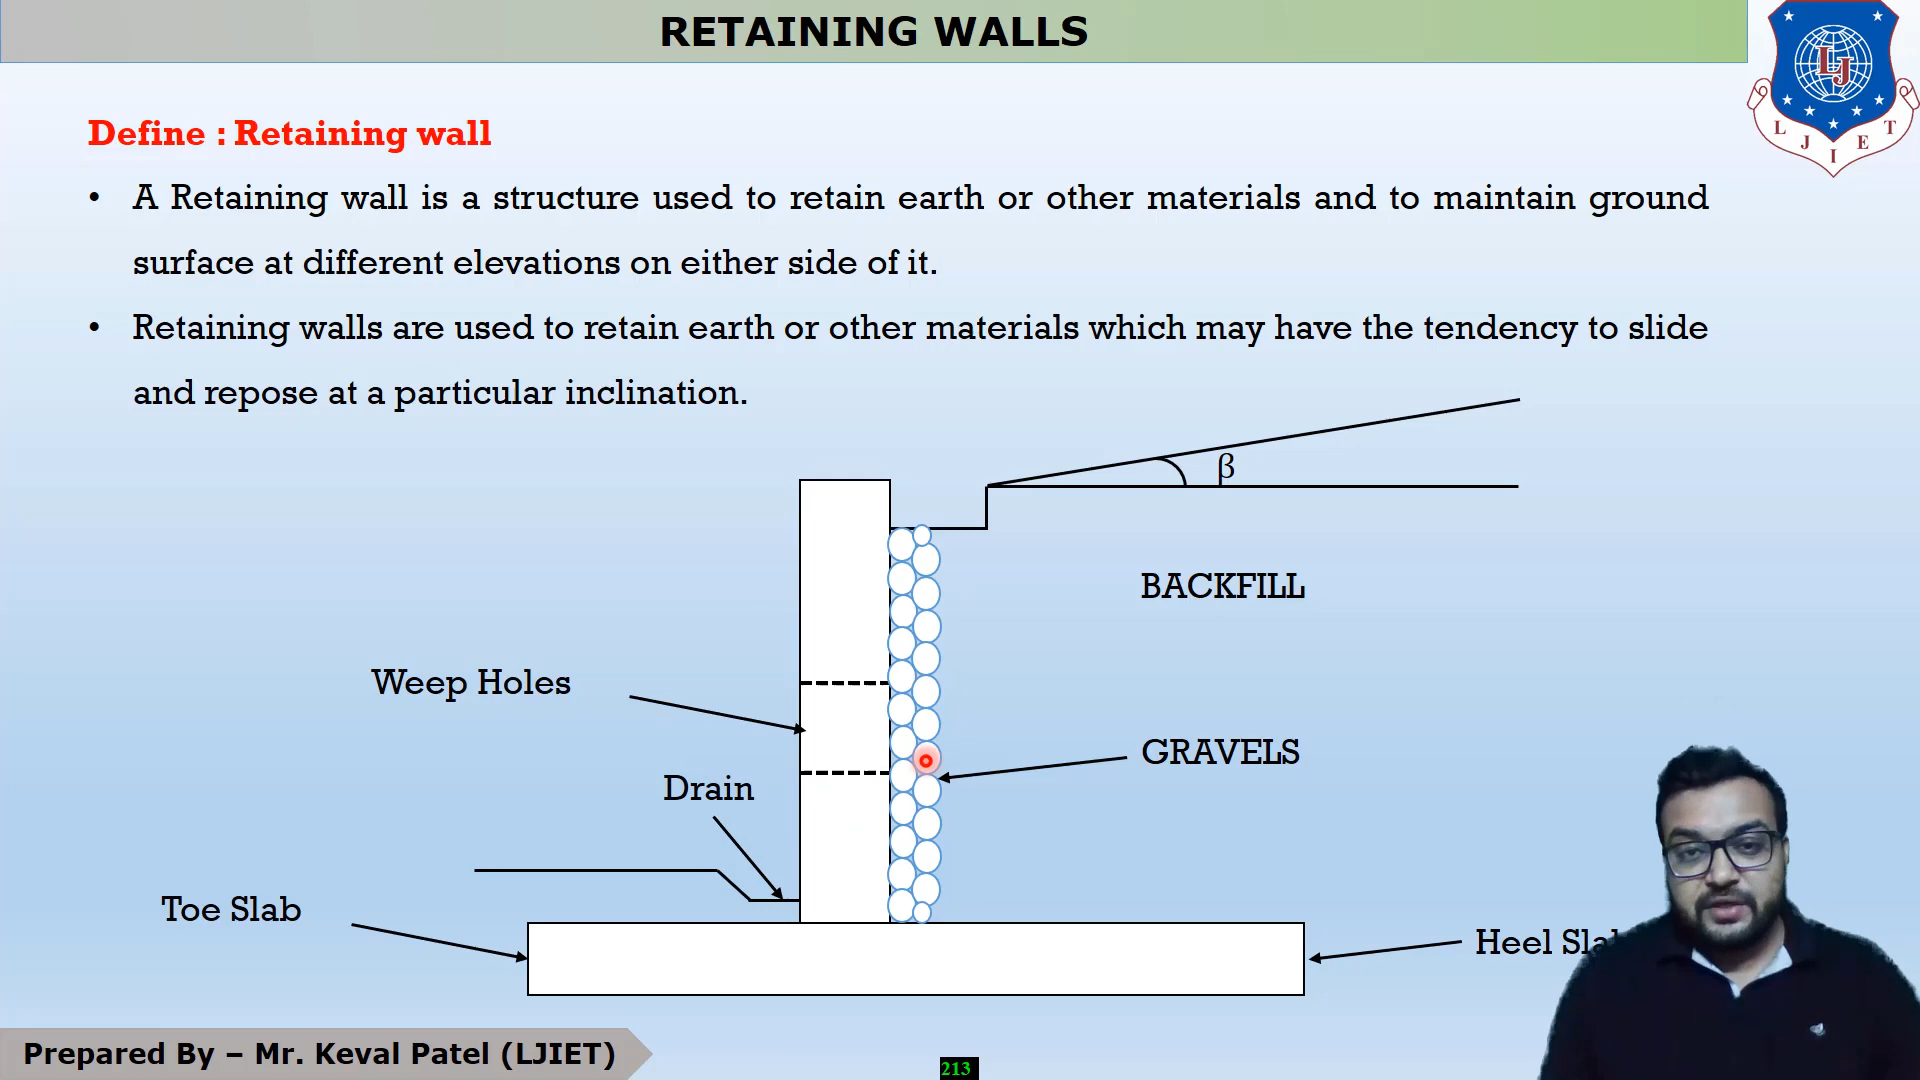 RETAINING WALLS
LJ
L J I E T
Define : Retaining wall
• A Retaining wall is a structure used to retain earth or other materials and to maintain ground
surface at different elevations on either side of it.
• Retaining walls are used to retain earth or other materials which may have the tendency to slide
and repose at a particular inclination.
β
BACKFILL
Weep Holes
GRAVELS
Drain
Toe Slab
Heel
Prepared By – Mr. Keval Patel (LJIET)
213